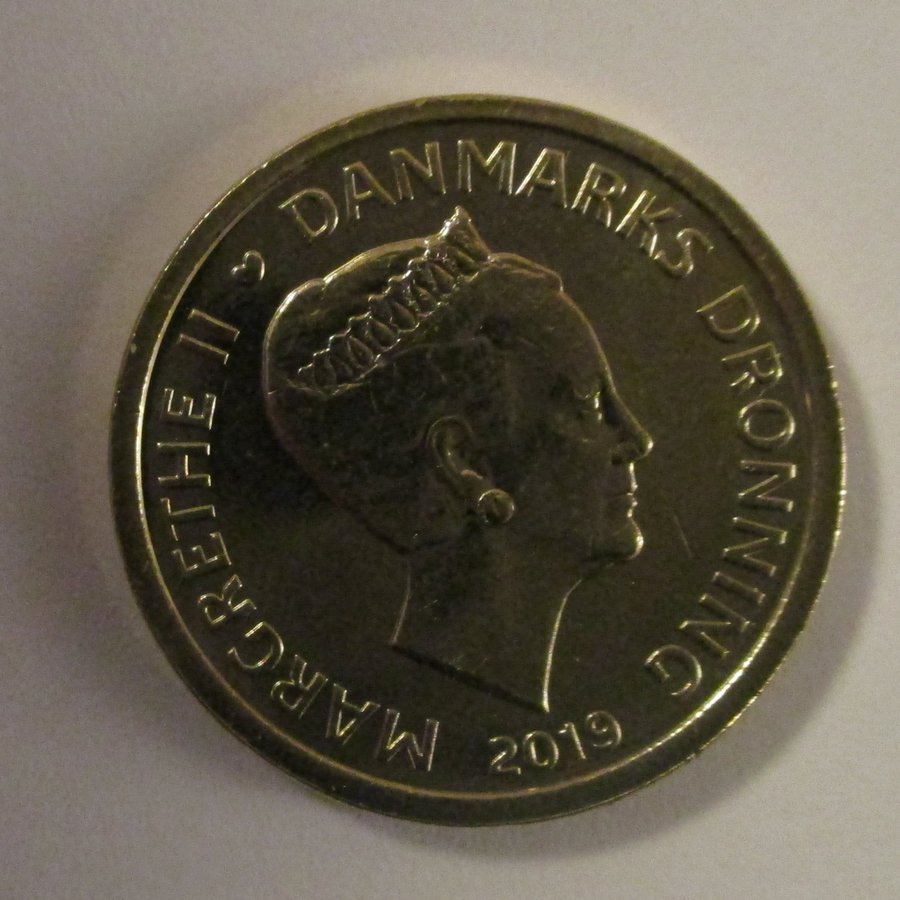 MARGRETHE II ♥ DANMARKS DRONNING
2019